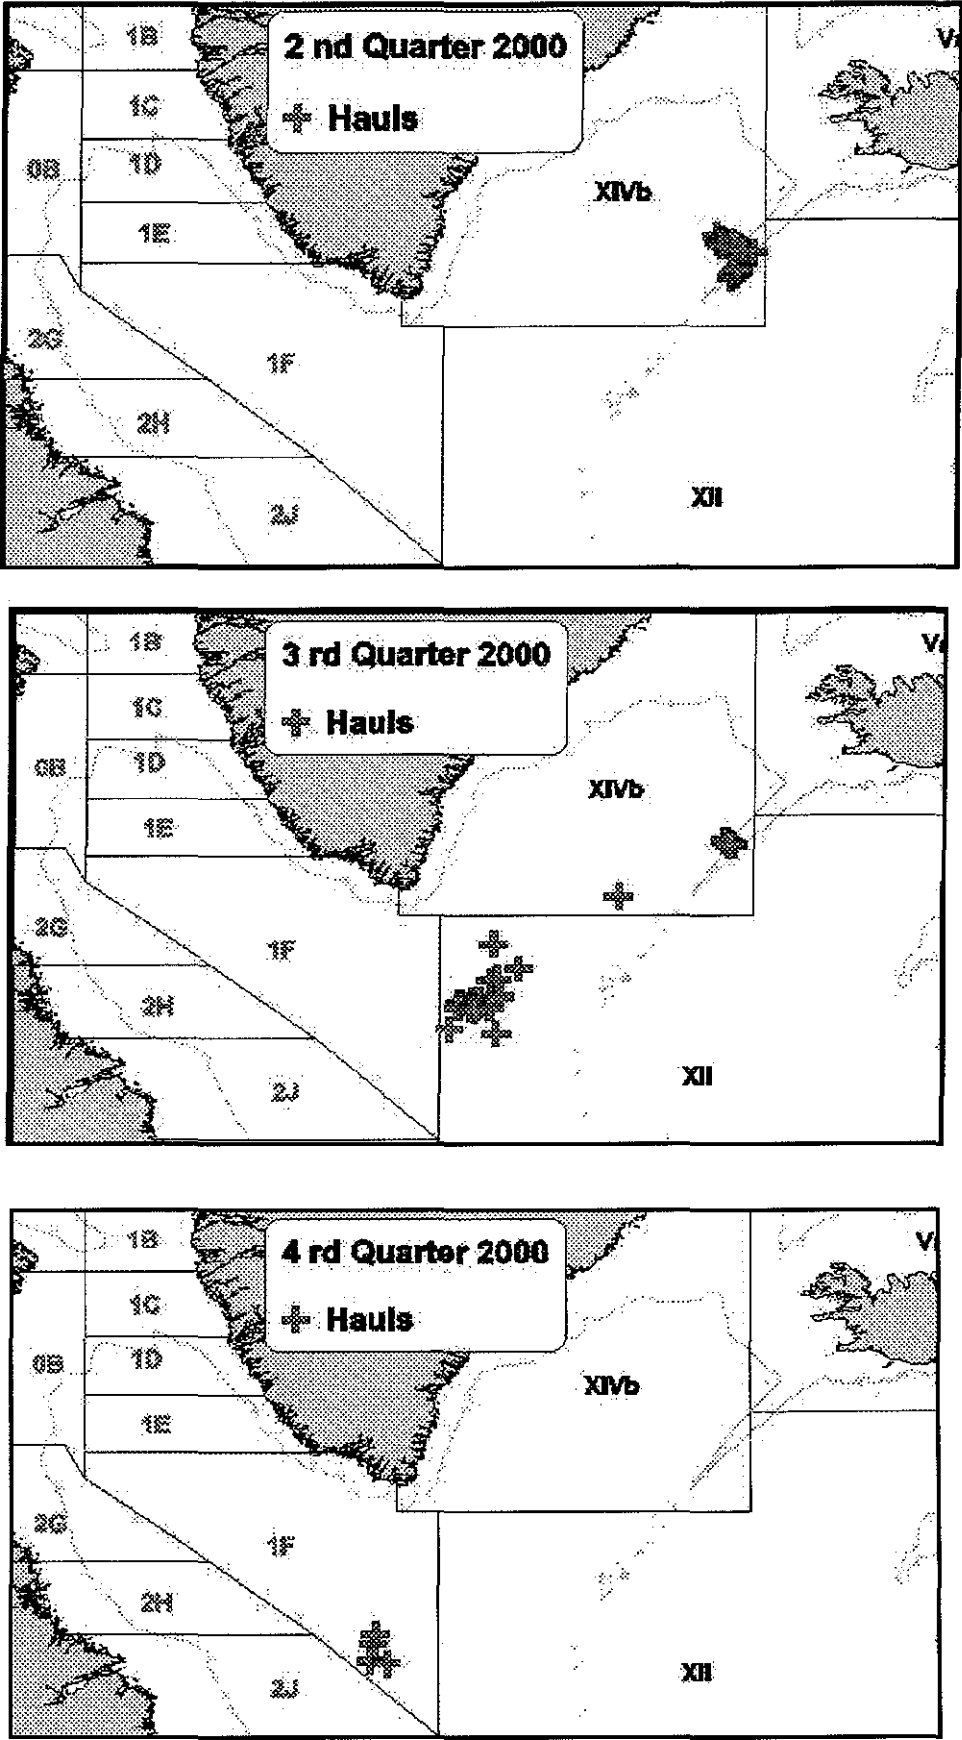 2 nd Quarter 2000
Hauls
1B
1C
1D
0B
1E
2G
1F
2H
2J
XIVb
XII
3 rd Quarter 2000
Hauls
1B
1C
1D
0B
1E
2G
1F
2H
2J
XIVb
XII
4 rd Quarter 2000
Hauls
1B
1C
1D
0B
1E
2G
1F
2H
2J
XIVb
XII